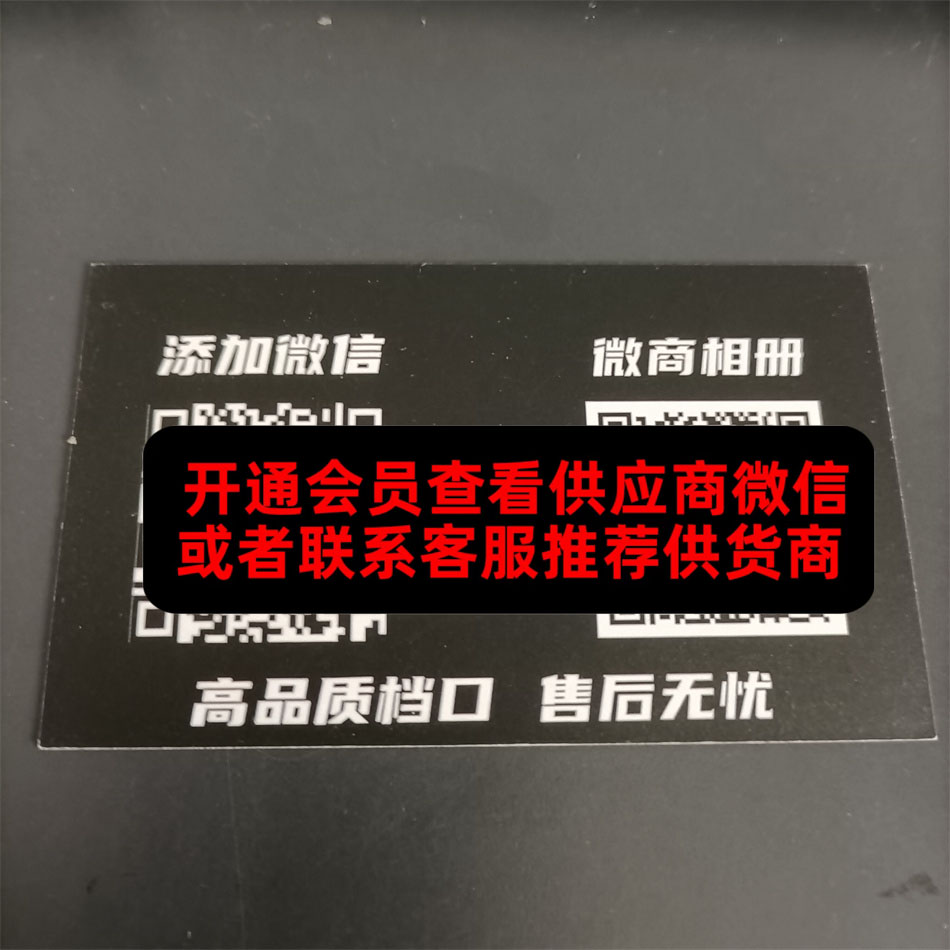 添加微信
微商相册
开通会员查看供应商微信
或者联系客服推荐供货商
高品质档口 售后无忧